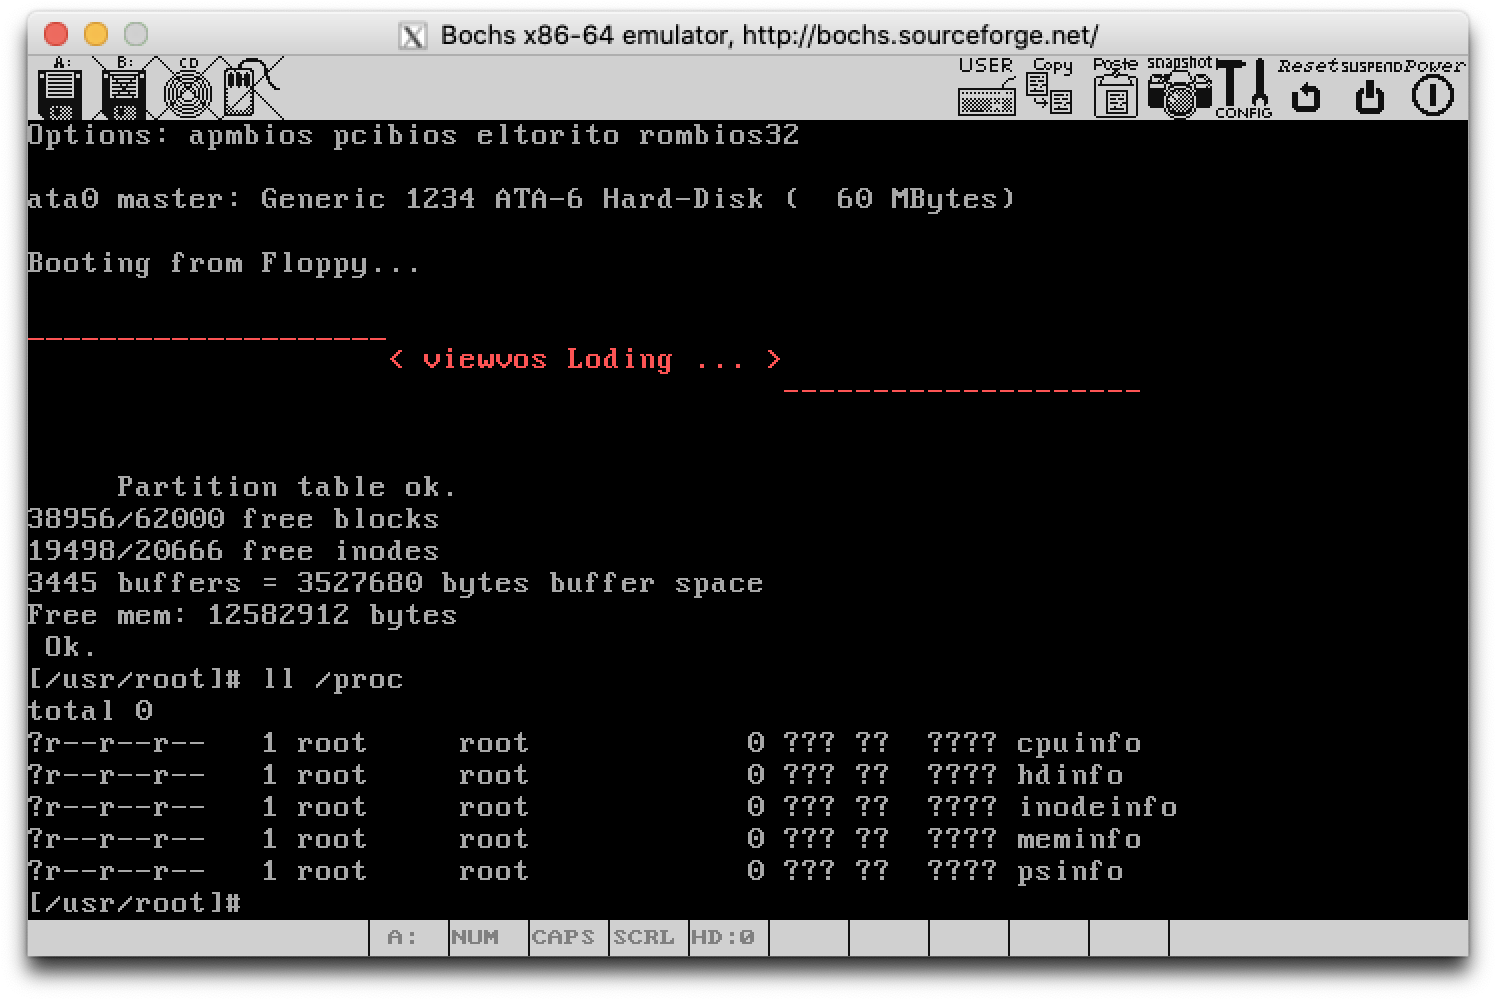 Bochs x86-64 emulator, http://bochs.sourceforge.net/
A: B: CD USER Copy Paste snapshot CONFIG Reset SUSPEND Power
Options: apmbios pcibios eltorito rombios32
ata0 master: Generic 1234 ATA-6 Hard-Disk (  60 MBytes)
Booting from Floppy...
--------------------
< viewvos Loding ... >
--------------------
Partition table ok.
38956/62000 free blocks
19498/20666 free inodes
3445 buffers = 3527680 bytes buffer space
Free mem: 12582912 bytes
Ok.
[/usr/root]# ll /proc
total 0
?r--r--r--   1 root     root            0 ??? ??  ???? cpuinfo
?r--r--r--   1 root     root            0 ??? ??  ???? hdinfo
?r--r--r--   1 root     root            0 ??? ??  ???? inodeinfo
?r--r--r--   1 root     root            0 ??? ??  ???? meminfo
?r--r--r--   1 root     root            0 ??? ??  ???? psinfo
[/usr/root]#
A: NUM CAPS SCRL HD:0